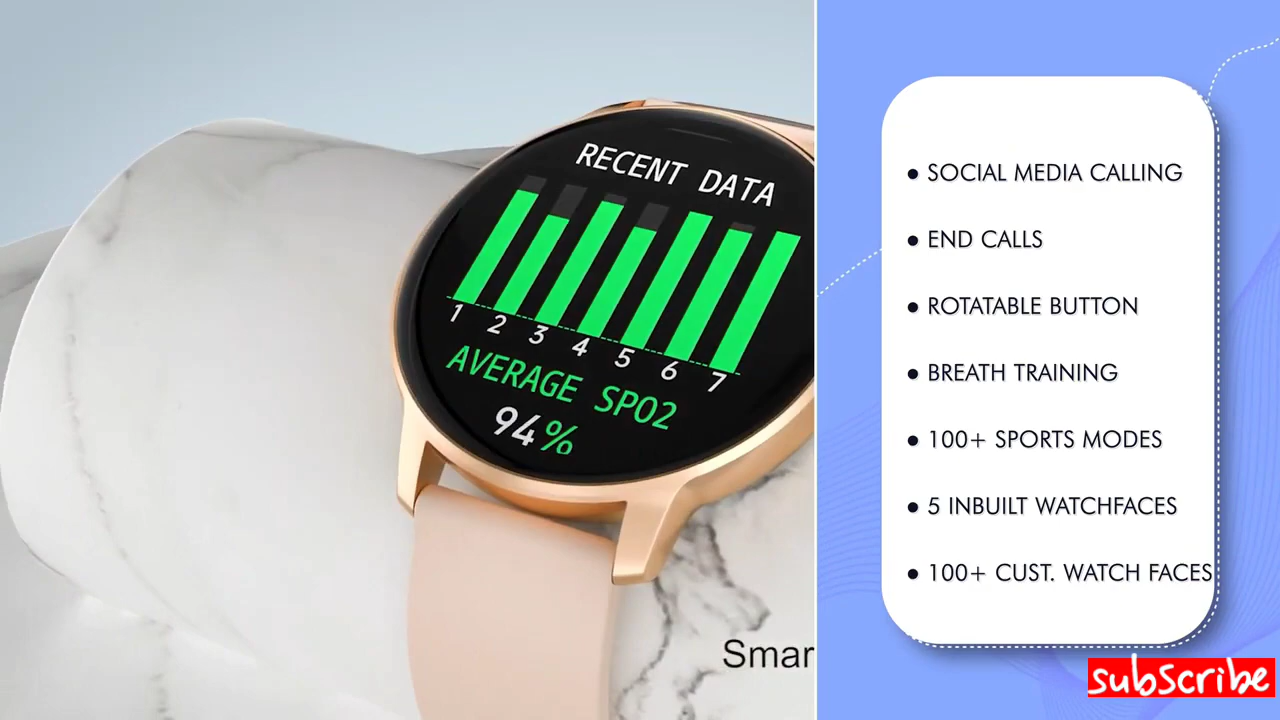 RECENT DATA
1 2 3 4 5 6 7
AVERAGE SPO2
94%
Smar
● SOCIAL MEDIA CALLING
● END CALLS
● ROTATABLE BUTTON
● BREATH TRAINING
● 100+ SPORTS MODES
● 5 INBUILT WATCHFACES
● 100+ CUST. WATCH FACES
subscribe